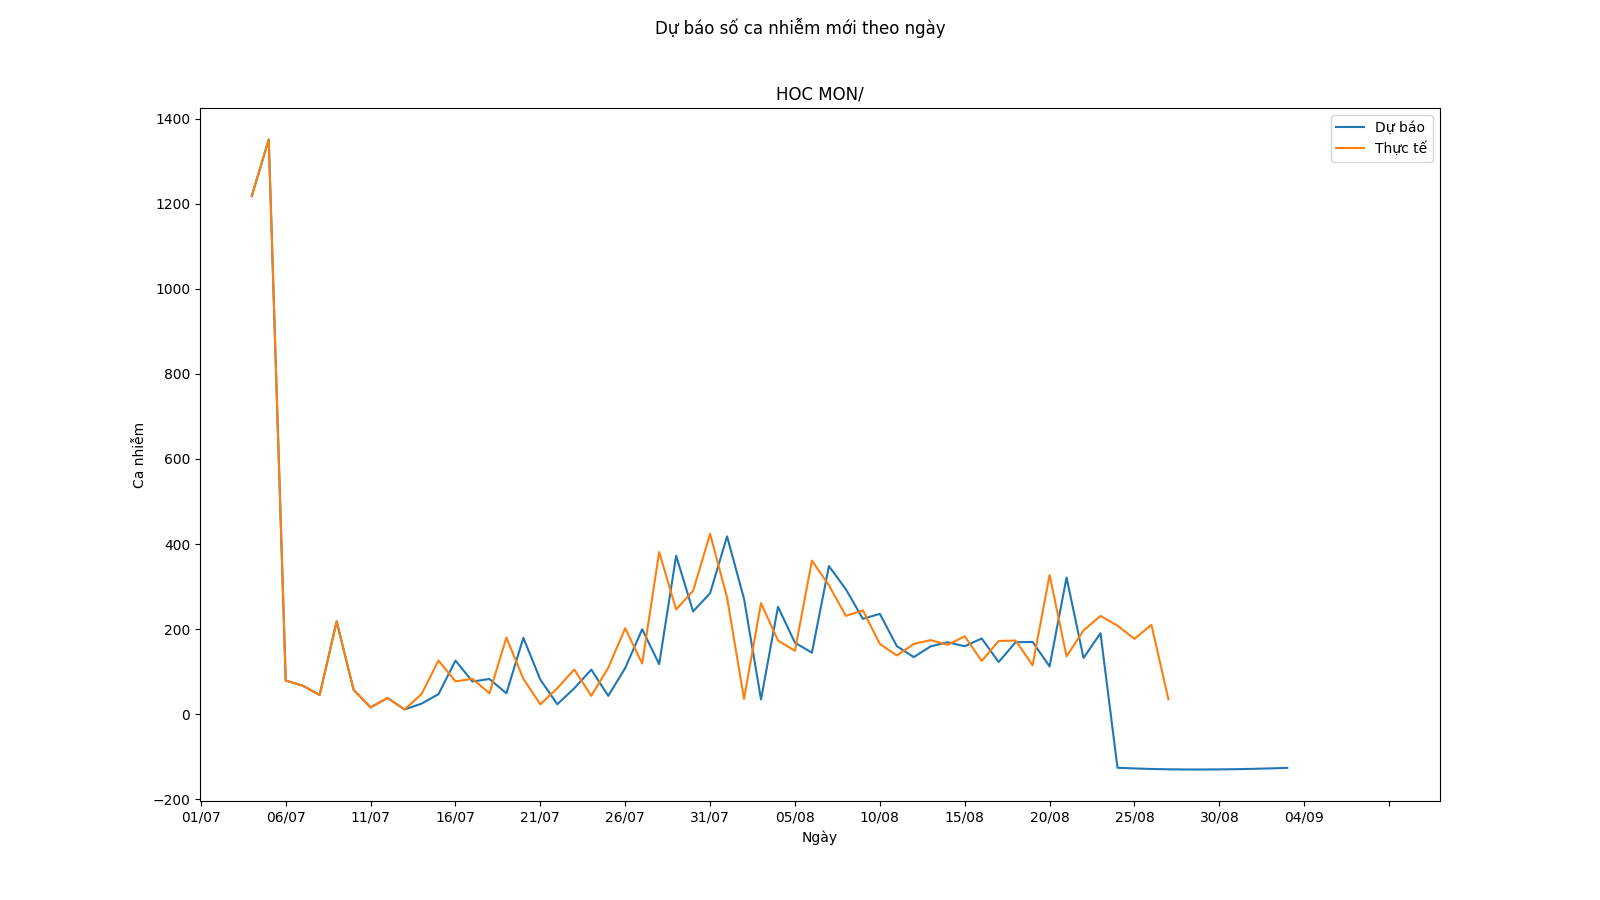 Dự báo số ca nhiễm mới theo ngày
HOC MON/
Dự báo
Thực tế
1400
1200
1000
800
600
400
200
0
−200
Ca nhiễm
01/07 06/07 11/07 16/07 21/07 26/07 31/07 05/08 10/08 15/08 20/08 25/08 30/08 04/09
Ngày